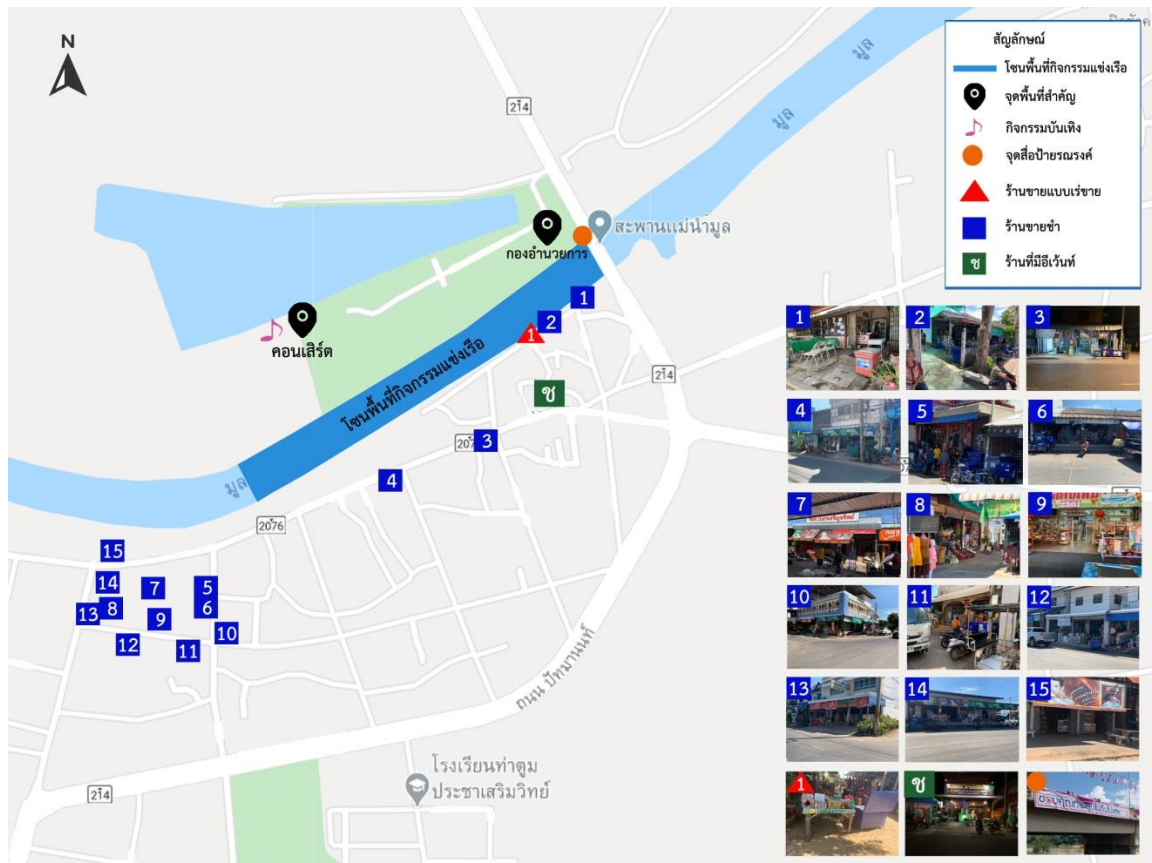 N
สัญลักษณ์
โซนพื้นที่กิจกรรมแข่งเรือ
จุดพื้นที่สำคัญ
กิจกรรมบันเทิง
จุดสื่อป้ายรณรงค์
ร้านขายแบบเร่ขาย
ร้านขายชำ
ช
ร้านที่มีอีเว้นท์
214
มูล
มูล
สะพานแม่น้ำมูล
กองอำนวยการ
คอนเสิร์ต
โซนพื้นที่กิจกรรมแข่งเรือ
1
2
1
ช
214
3
207
4
มูล
2076
15
14
7
5
13
8
6
9
10
12
11
ถนน ปัทมานนท์
214
โรงเรียนท่าตูม
ประชาเสริมวิทย์
1
2
3
4
5
6
7
8
9
10
11
12
13
14
15
1
ช